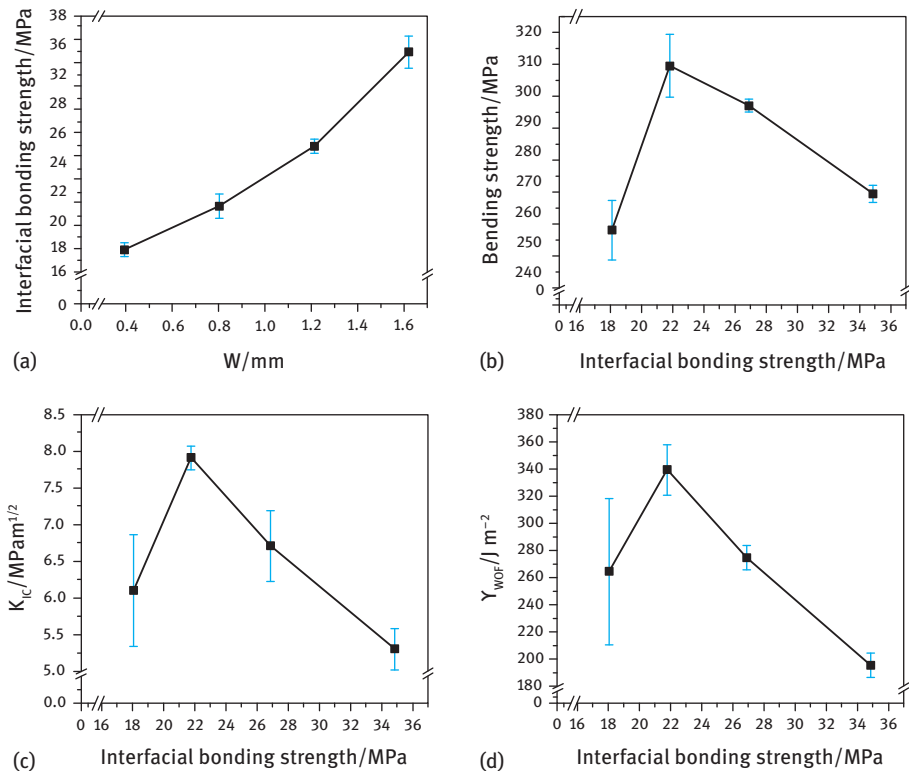 38
36
32
28
26
22
20
18
16
0
Interfacial bonding strength/MPa
0.0 0.4 0.6 0.8 1.0 1.2 1.4 1.6
W/mm
(a)
320
310
300
290
280
270
260
250
240
0
Bending strength/MPa
0 16 18 20 22 24 26 28 30 32 34 36
Interfacial bonding strength/MPa
(b)
8.5
8.0
7.5
7.0
6.5
6.0
5.5
5.0
0.0
K_IC/MPam^1/2
0 16 18 20 22 24 26 28 30 32 34 36
Interfacial bonding strength/MPa
(c)
380
360
340
320
300
280
260
240
220
200
180
0
γ_WOF/J m^−2
0 16 18 20 22 24 26 28 30 32 34 36
Interfacial bonding strength/MPa
(d)